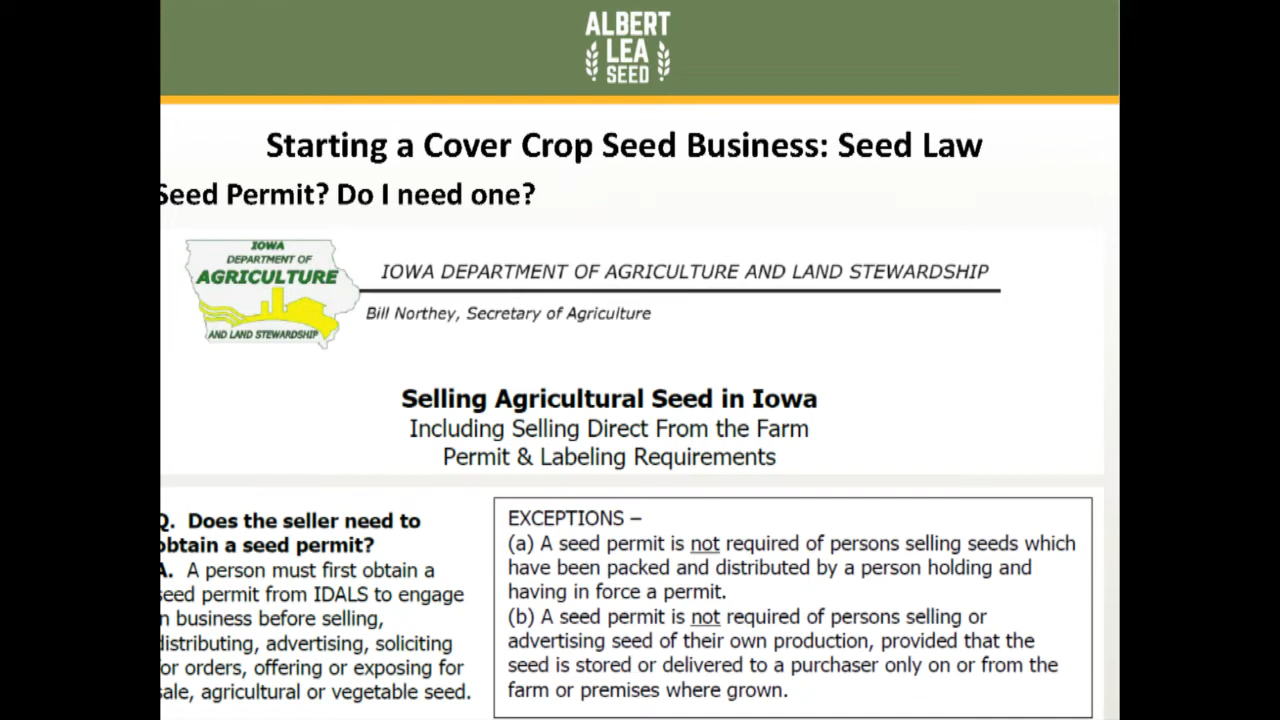 ALBERT
LEA
SEED
Starting a Cover Crop Seed Business: Seed Law
Seed Permit? Do I need one?
IOWA
DEPARTMENT OF
AGRICULTURE
AND LAND STEWARDSHIP
IOWA DEPARTMENT OF AGRICULTURE AND LAND STEWARDSHIP
Bill Northey, Secretary of Agriculture
Selling Agricultural Seed in Iowa
Including Selling Direct From the Farm
Permit & Labeling Requirements
Q. Does the seller need to
obtain a seed permit?
A. A person must first obtain a
seed permit from IDALS to engage
in business before selling,
distributing, advertising, soliciting
for orders, offering or exposing for
sale, agricultural or vegetable seed.
EXCEPTIONS –
(a) A seed permit is not required of persons selling seeds which
have been packed and distributed by a person holding and
having in force a permit.
(b) A seed permit is not required of persons selling or
advertising seed of their own production, provided that the
seed is stored or delivered to a purchaser only on or from the
farm or premises where grown.